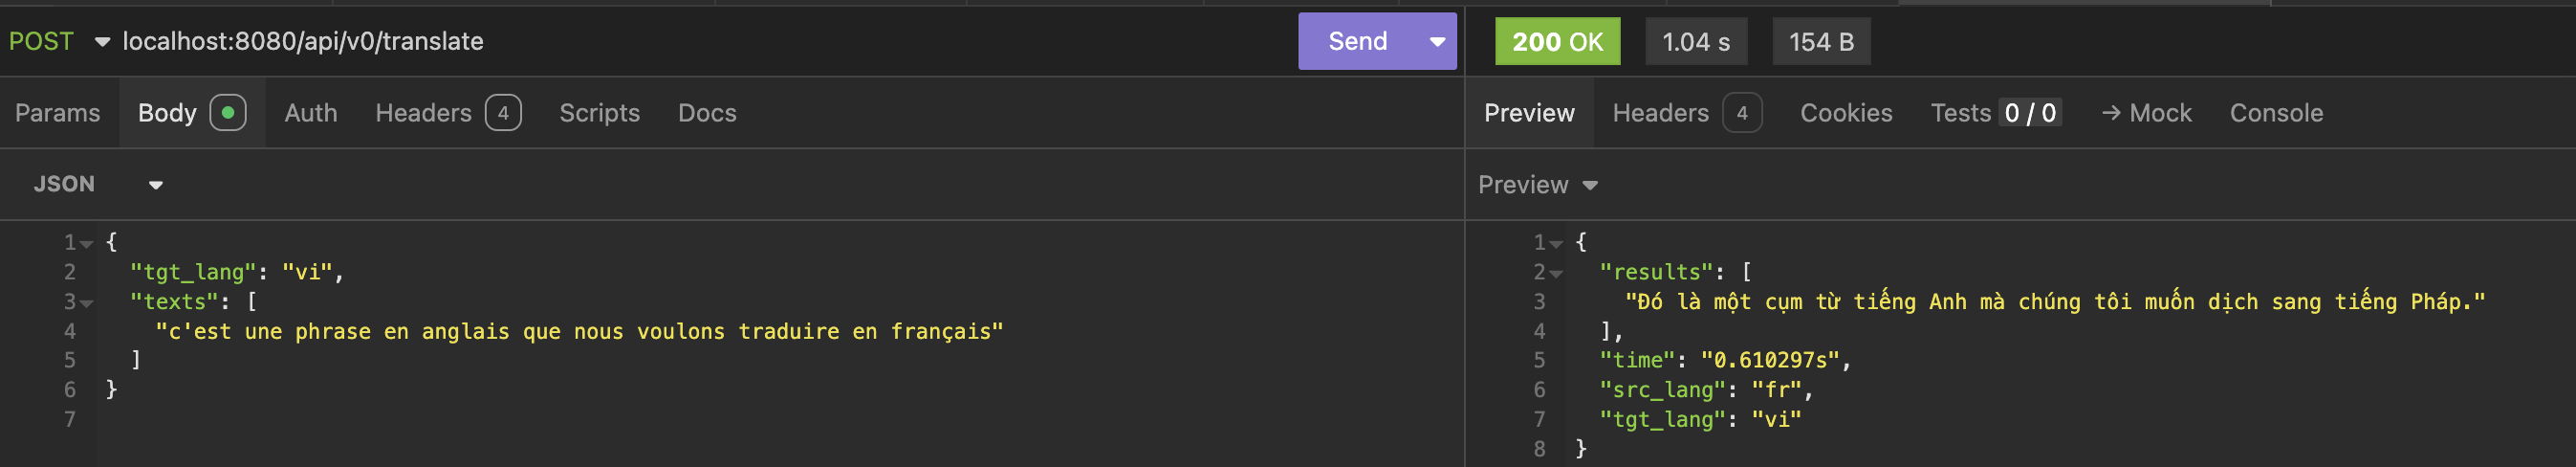 POST localhost:8080/api/v0/translate Send 200 OK 1.04 s 154 B
Params Body Auth Headers 4 Scripts Docs
Preview Headers 4 Cookies Tests 0 / 0 → Mock Console
JSON
Preview
1 {
2 "tgt_lang": "vi",
3 "texts": [
4 "c'est une phrase en anglais que nous voulons traduire en français"
5 ]
6 }
7
1 {
2 "results": [
3 "Đó là một cụm từ tiếng Anh mà chúng tôi muốn dịch sang tiếng Pháp."
4 ],
5 "time": "0.610297s",
6 "src_lang": "fr",
7 "tgt_lang": "vi"
8 }